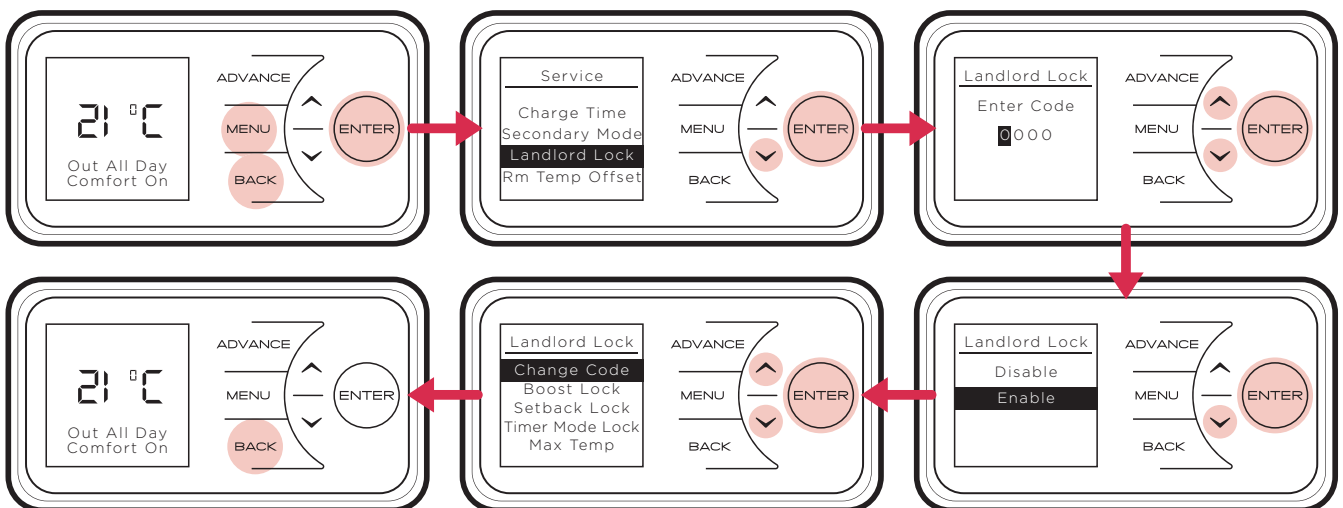 21 °C
Out All Day
Comfort On
ADVANCE
MENU
BACK
ENTER
Service
Charge Time
Secondary Mode
Landlord Lock
Rm Temp Offset
ADVANCE
MENU
BACK
ENTER
Landlord Lock
Enter Code
0000
ADVANCE
MENU
BACK
ENTER
21 °C
Out All Day
Comfort On
ADVANCE
MENU
BACK
ENTER
Landlord Lock
Change Code
Boost Lock
Setback Lock
Timer Mode Lock
Max Temp
ADVANCE
MENU
BACK
ENTER
Landlord Lock
Disable
Enable
ADVANCE
MENU
BACK
ENTER